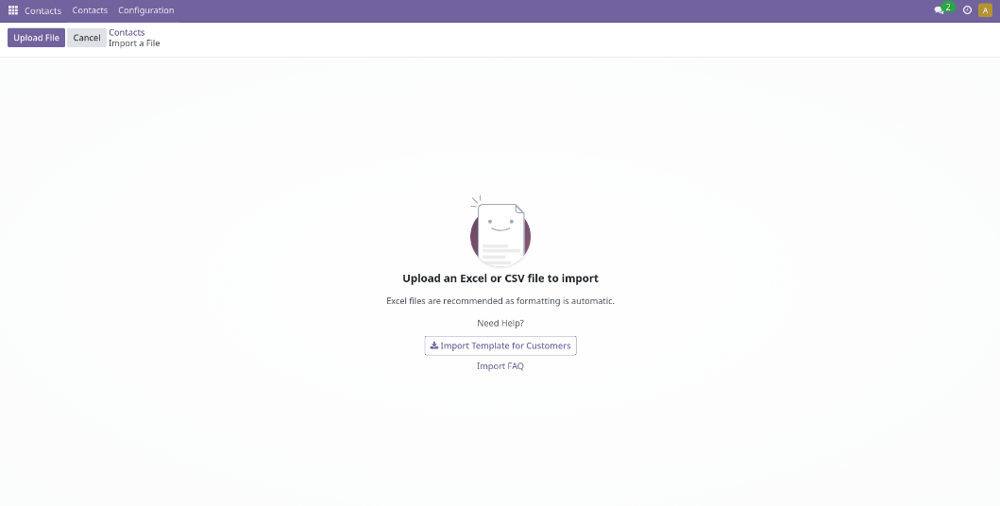 Contacts Contacts Configuration 2 A
Upload File Cancel Contacts
Import a File
Upload an Excel or CSV file to import
Excel files are recommended as formatting is automatic.
Need Help?
Import Template for Customers
Import FAQ